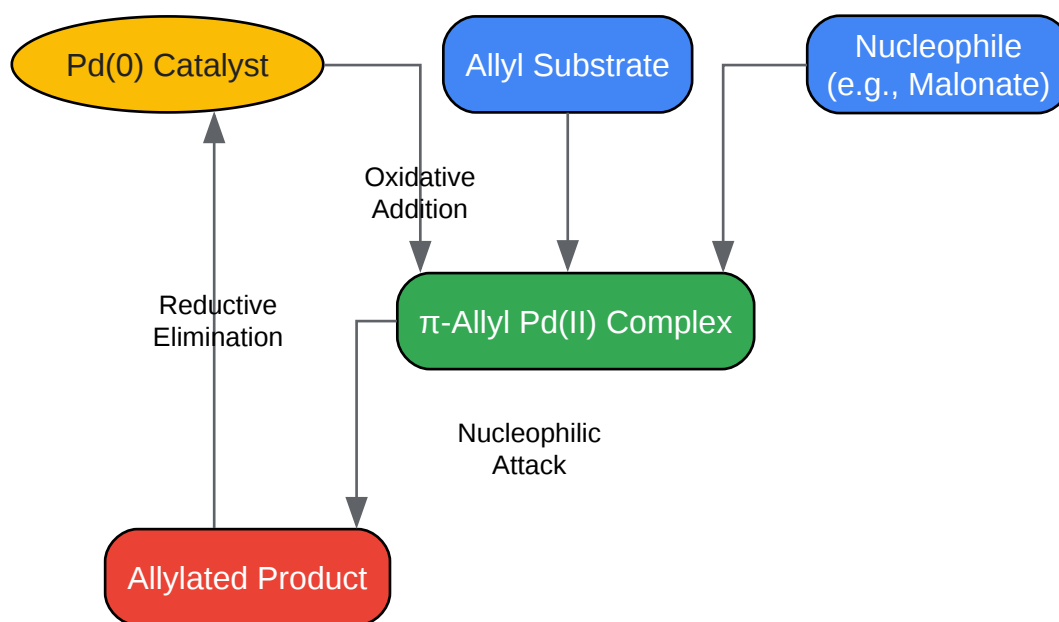 Pd(0) Catalyst
Allyl Substrate
Nucleophile
(e.g., Malonate)
Oxidative
Addition
Reductive
Elimination
π-Allyl Pd(II) Complex
Nucleophilic
Attack
Allylated Product